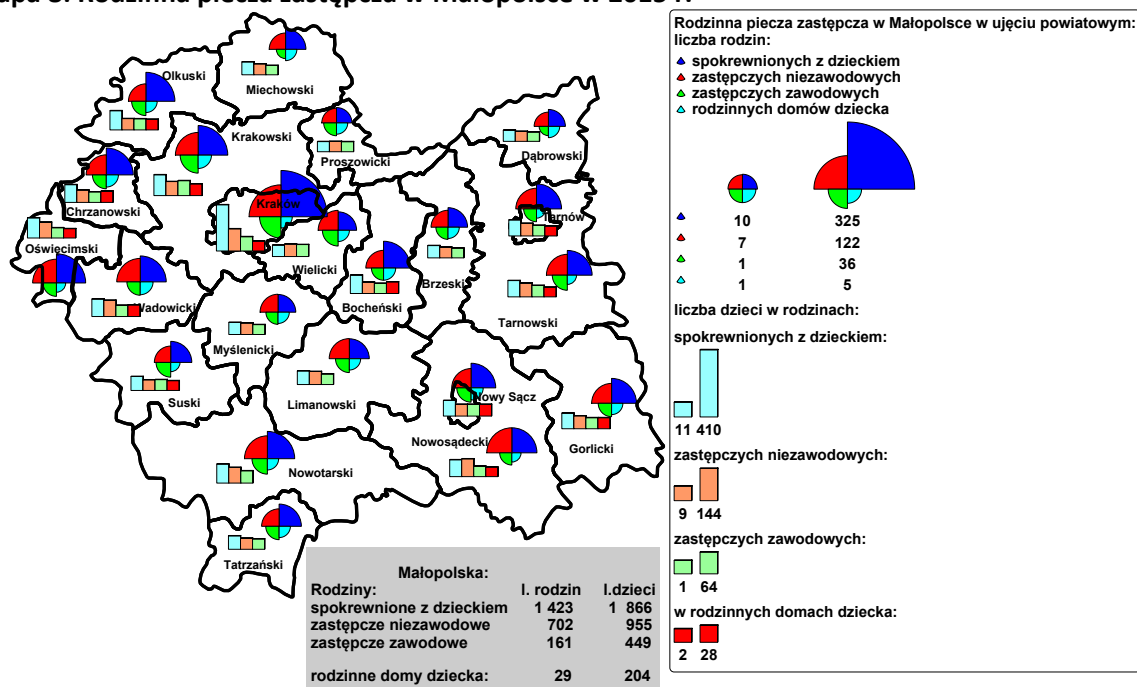 Rodzinna piecza zastępcza w Małopolsce w
Olkuski
Miechowski
Krakowski
Proszowicki
Dąbrowski
Chrzanowski
Kraków
Tarnów
Oświęcimski
Wielicki
Brzeski
Wadowicki
Bocheński
Tarnowski
Myślenicki
Suski
Limanowski
Nowy Sącz
Nowosądecki
Gorlicki
Nowotarski
Tatrzański
Małopolska:
Rodziny: l. rodzin l.dzieci
spokrewnione z dzieckiem 1 423 1 866
zastępcze niezawodowe 702 955
zastępcze zawodowe 161 449
rodzinne domy dziecka: 29 204
Rodzinna piecza zastępcza w Małopolsce w ujęciu powiatowym:
liczba rodzin:
spokrewnionych z dzieckiem
zastępczych niezawodowych
zastępczych zawodowych
rodzinnych domów dziecka
10 325
7 122
1 36
1 5
liczba dzieci w rodzinach:
spokrewnionych z dzieckiem:
11 410
zastępczych niezawodowych:
9 144
zastępczych zawodowych:
1 64
w rodzinnych domach dziecka:
2 28